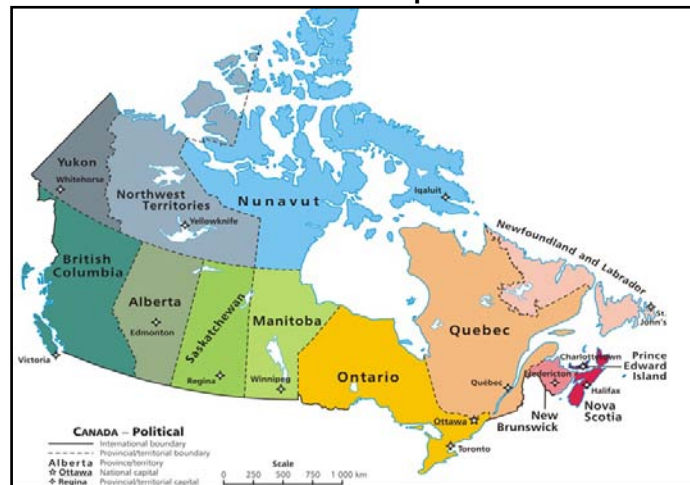 Yukon
Whitehorse
Northwest
Territories
Yellowknife
Nunavut
Iqaluit
British
Columbia
Victoria
Alberta
Edmonton
Saskatchewan
Regina
Manitoba
Winnipeg
Ontario
Ottawa
Toronto
Quebec
Québec
Newfoundland and Labrador
St.
John's
Prince
Edward
Island
Charlottetown
Fredericton
New
Brunswick
Halifax
Nova
Scotia
CANADA – Political
International boundary
Provincial/territorial boundary
Alberta Province/territory
Ottawa National capital
Regina Provincial/territorial capital
Scale
0 250 500 750 1 000 km